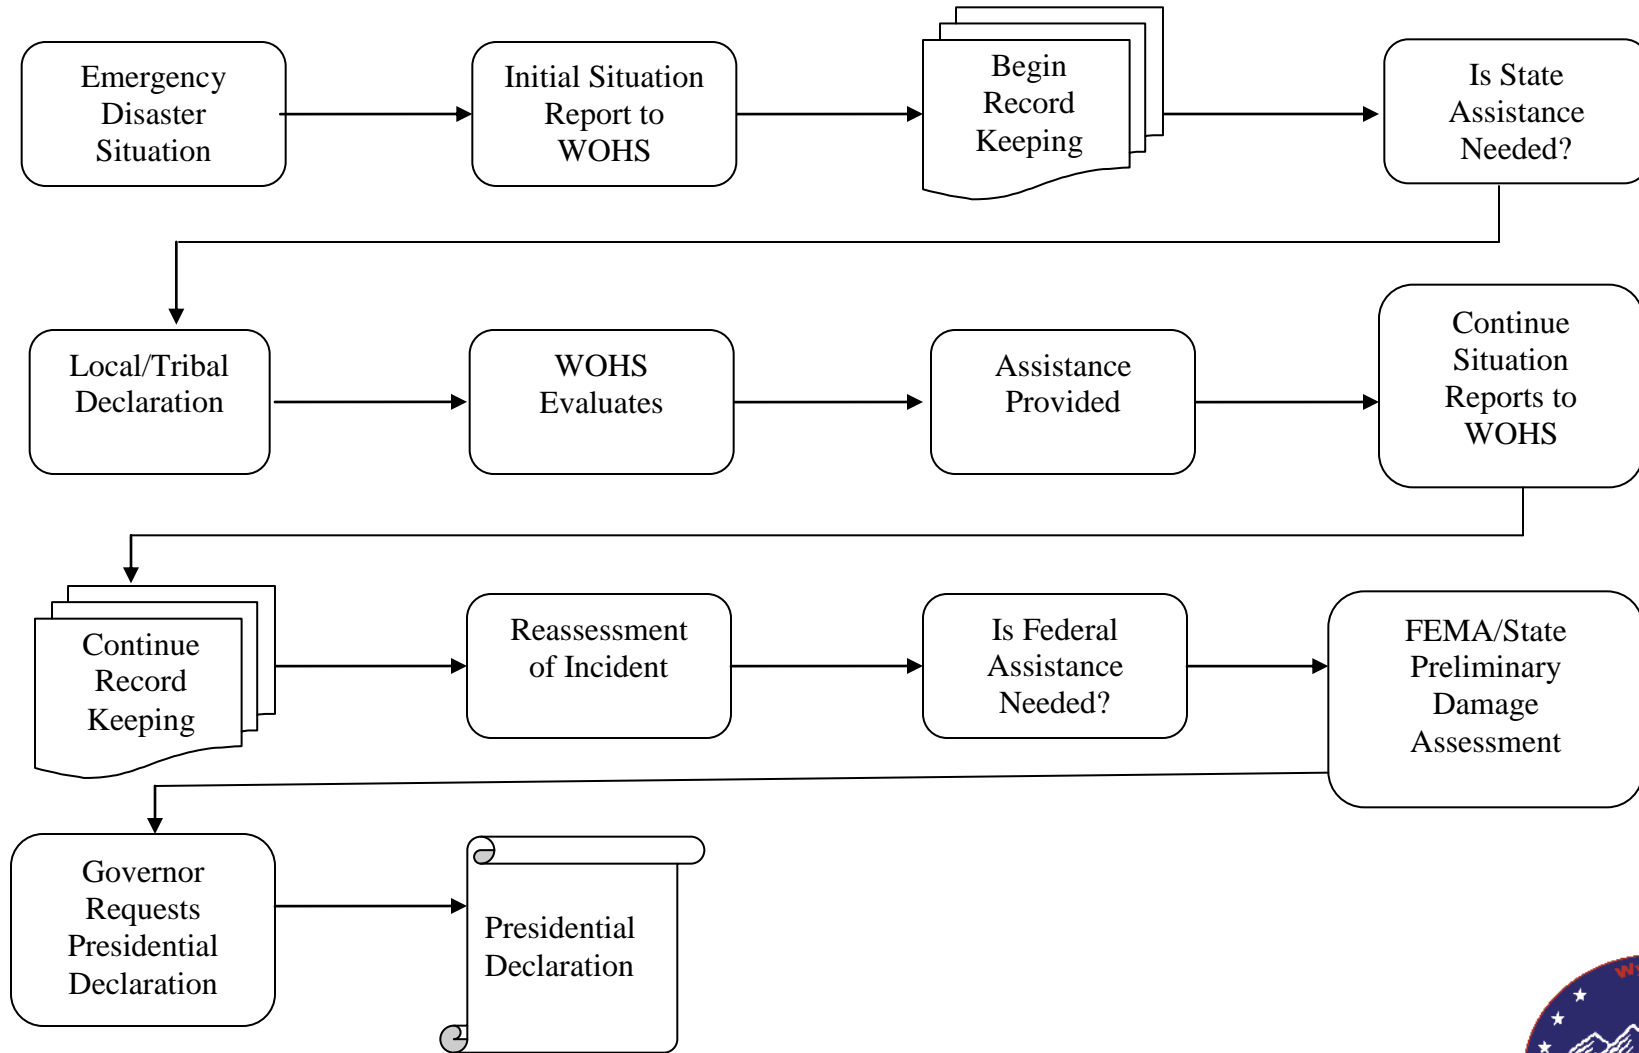 Emergency
Disaster
Situation
Initial Situation
Report to
WOHS
Begin
Record
Keeping
Is State
Assistance
Needed?
Local/Tribal
Declaration
WOHS
Evaluates
Assistance
Provided
Continue
Situation
Reports to
WOHS
Continue
Record
Keeping
Reassessment
of Incident
Is Federal
Assistance
Needed?
FEMA/State
Preliminary
Damage
Assessment
Governor
Requests
Presidential
Declaration
Presidential
Declaration